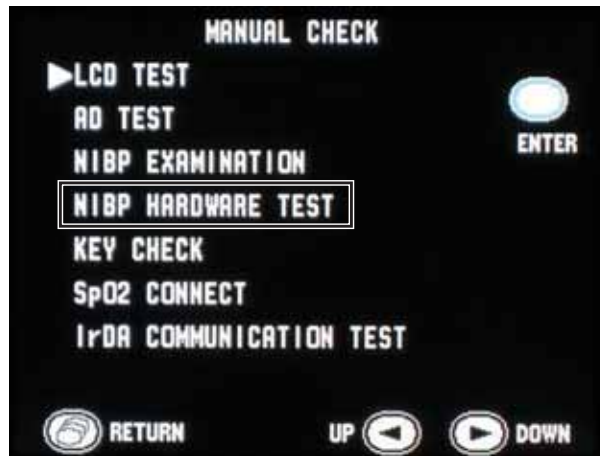 MANUAL CHECK
LCD TEST
AD TEST
ENTER
NIBP EXAMINATION
NIBP HARDWARE TEST
KEY CHECK
SpO2 CONNECT
IrDA COMMUNICATION TEST
RETURN UP DOWN